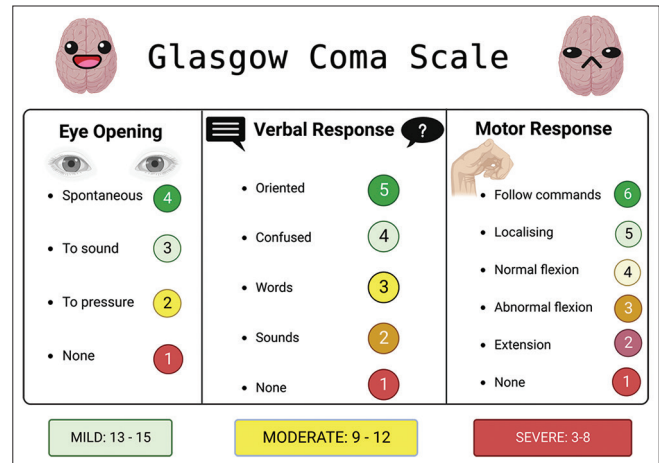 Glasgow Coma Scale
Eye Opening
• Spontaneous 4
• To sound 3
• To pressure 2
• None 1
Verbal Response ?
• Oriented 5
• Confused 4
• Words 3
• Sounds 2
• None 1
Motor Response
• Follow commands 6
• Localising 5
• Normal flexion 4
• Abnormal flexion 3
• Extension 2
• None 1
MILD: 13 - 15
MODERATE: 9 - 12
SEVERE: 3-8